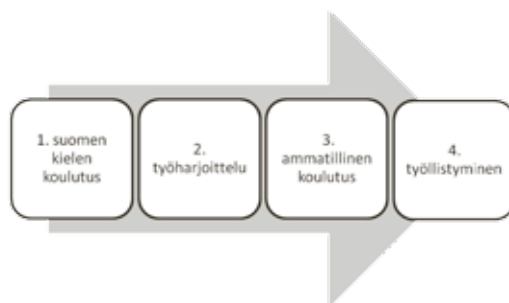 1. suomen
kielen
koulutus
2.
työharjoittelu
3.
ammatillinen
koulutus
4.
työllistyminen